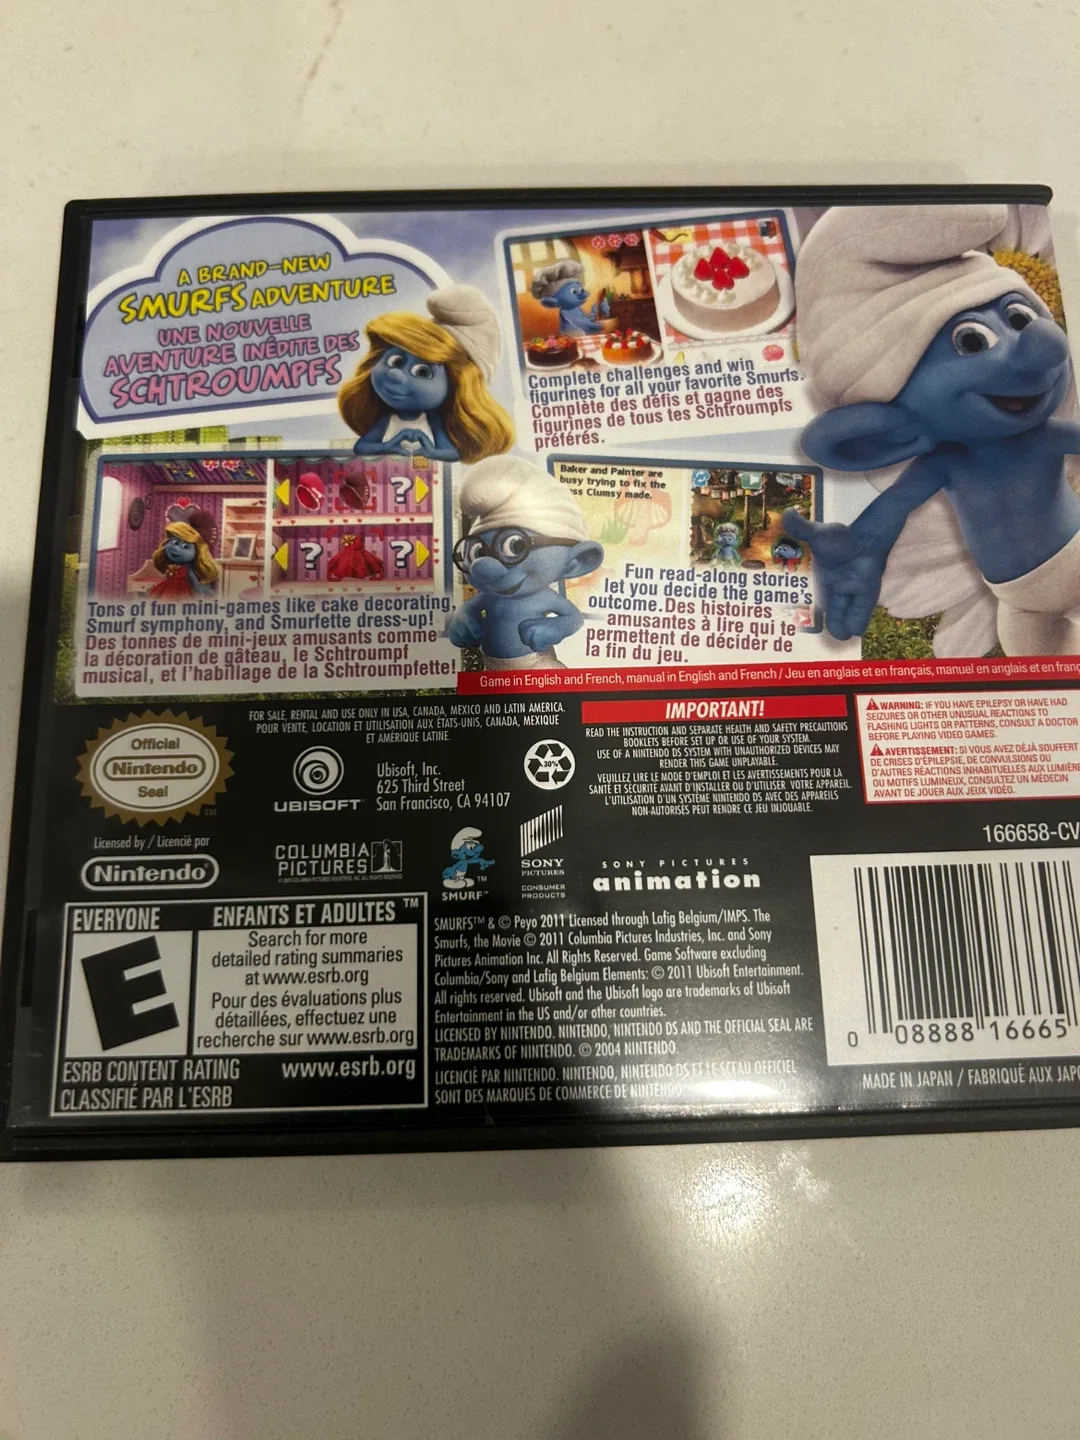 A BRAND-NEW
SMURFS ADVENTURE
UNE NOUVELLE
AVENTURE INÉDITE DES
SCHTROUMPFS
Complete challenges and win
figurines for all your favorite Smurfs.
Complète des défis et gagne des
figurines de tous tes Schtroumpfs
préférés.
Baker and Painter are
busy trying to fix the
Clumsy made.
? ? ?
Tons of fun mini-games like cake decorating,
Smurf symphony, and Smurfette dress-up!
Des tonnes de mini-jeux amusants comme
la décoration de gâteau, le Schtroumpf
musical, et l'habillage de la Schtroumpfette!
Fun read-along stories
let you decide the game's
outcome. Des histoires
amusantes à lire qui te
permettent de décider de
la fin du jeu.
Game in English and French, manual in English and French / Jeu en anglais et en français, manuel en anglais et en franç
Official
Nintendo
Seal
TM
FOR SALE, RENTAL AND USE ONLY IN USA, CANADA, MEXICO AND LATIN AMERICA.
POUR VENTE, LOCATION ET UTILISATION AUX ÉTATS-UNIS, CANADA, MEXIQUE
ET AMÉRIQUE LATINE.
UBISOFT
Ubisoft, Inc.
625 Third Street
San Francisco, CA 94107
30%
IMPORTANT!
READ THE INSTRUCTION AND SEPARATE HEALTH AND SAFETY PRECAUTIONS
BOOKLETS BEFORE SET UP OR USE OF YOUR SYSTEM.
USE OF A NINTENDO DS SYSTEM WITH UNAUTHORIZED DEVICES MAY
RENDER THIS GAME UNPLAYABLE.
VEUILLEZ LIRE LE MODE D'EMPLOI ET LES AVERTISSEMENTS POUR LA
SANTÉ ET SÉCURITÉ AVANT D'INSTALLER OU D'UTILISER VOTRE APPAREIL.
L'UTILISATION D'UN SYSTÈME NINTENDO DS AVEC DES APPAREILS
NON-AUTORISÉS PEUT RENDRE CE JEU INJOUABLE.
WARNING: IF YOU HAVE EPILEPSY OR HAVE HAD
SEIZURES OR OTHER UNUSUAL REACTIONS TO
FLASHING LIGHTS OR PATTERNS, CONSULT A DOCTOR
BEFORE PLAYING VIDEO GAMES.
AVERTISSEMENT: SI VOUS AVEZ DÉJÀ SOUFFERT
DE CRISES D'ÉPILEPSIE, DE CONVULSIONS OU
D'AUTRES RÉACTIONS INHABITUELLES AUX LUMIÈRE
OU MOTIFS LUMINEUX, CONSULTEZ UN MÉDECIN
AVANT DE JOUER AUX JEUX VIDÉO.
166658-CV
Licensed by / Licencié par
Nintendo®
COLUMBIA
PICTURES
SMURF™
SONY
PICTURES
CONSUMER
PRODUCTS
SONY PICTURES
animation
EVERYONE
E
ENFANTS ET ADULTES ™
Search for more
detailed rating summaries
at www.esrb.org
Pour des évaluations plus
détaillées, effectuez une
recherche sur www.esrb.org
ESRB CONTENT RATING www.esrb.org
CLASSIFIÉ PAR L'ESRB
SMURFS™ & © Peyo 2011 Licensed through Lafig Belgium/IMPS. The
Smurfs, the Movie © 2011 Columbia Pictures Industries, Inc. and Sony
Pictures Animation Inc. All Rights Reserved. Game Software excluding
Columbia/Sony and Lafig Belgium Elements: © 2011 Ubisoft Entertainment.
All rights reserved. Ubisoft and the Ubisoft logo are trademarks of Ubisoft
Entertainment in the US and/or other countries.
LICENSED BY NINTENDO. NINTENDO, NINTENDO DS AND THE OFFICIAL SEAL ARE
TRADEMARKS OF NINTENDO. © 2004 NINTENDO.
LICENCIÉ PAR NINTENDO. NINTENDO, NINTENDO DS ET LE SCEAU OFFICIEL
SONT DES MARQUES DE COMMERCE DE NINTENDO.
0 08888 16665
MADE IN JAPAN / FABRIQUÉ AUX JAPO